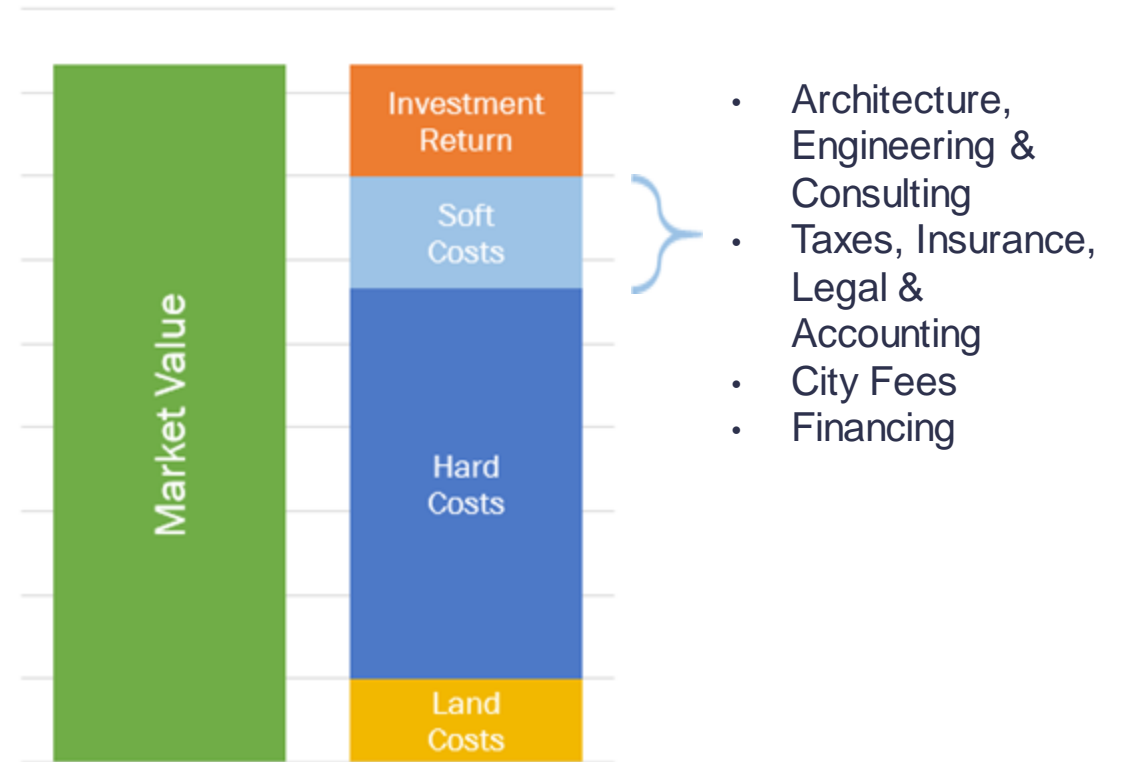 Market Value
Investment
Return
Soft
Costs
Hard
Costs
Land
Costs
• Architecture,
Engineering &
Consulting
• Taxes, Insurance,
Legal &
Accounting
• City Fees
• Financing